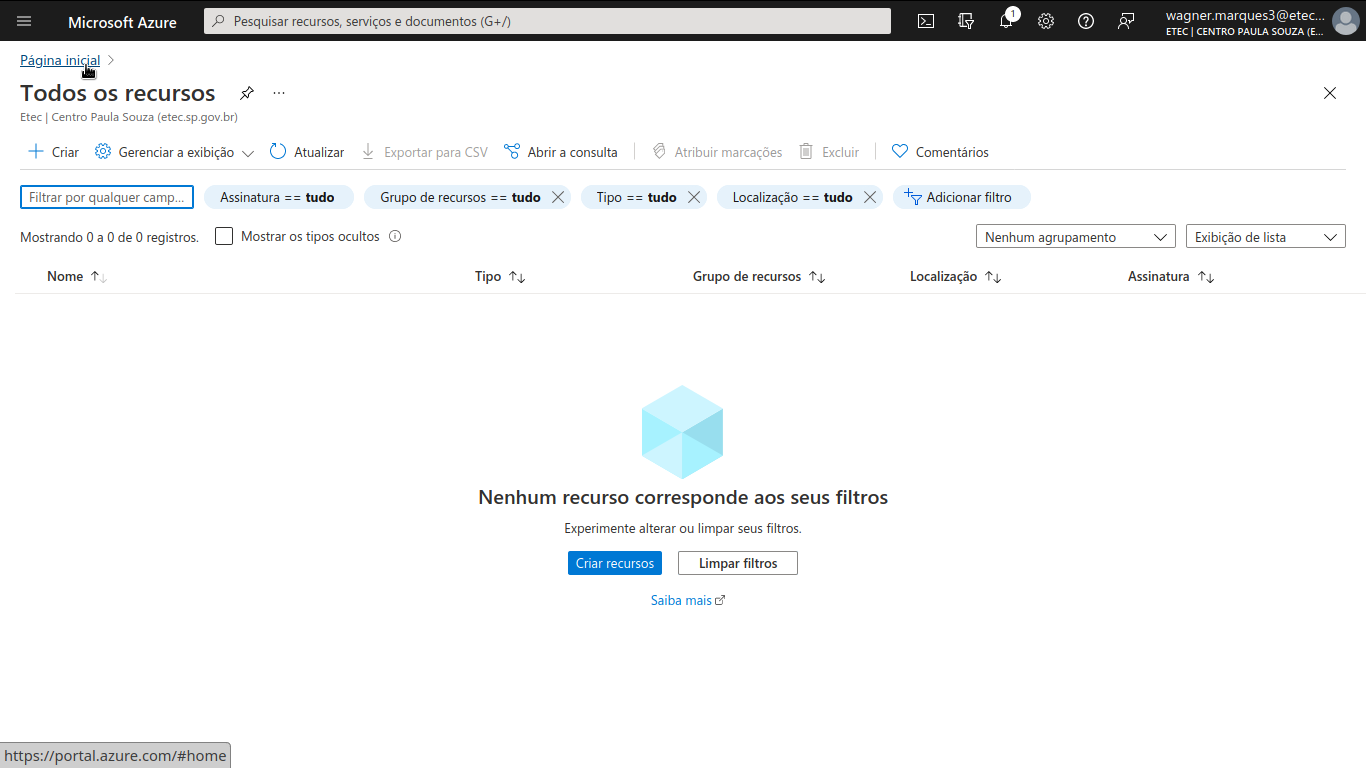 Microsoft Azure
Pesquisar recursos, serviços e documentos (G+/)
1
wagner.marques3@etec...
ETEC | CENTRO PAULA SOUZA (E...
Página inicial
Todos os recursos
Etec | Centro Paula Souza (etec.sp.gov.br)
Criar Gerenciar a exibição Atualizar Exportar para CSV Abrir a consulta Atribuir marcações Excluir Comentários
Filtrar por qualquer camp... Assinatura == tudo Grupo de recursos == tudo Tipo == tudo Localização == tudo Adicionar filtro
Mostrando 0 a 0 de 0 registros. Mostrar os tipos ocultos Nenhum agrupamento Exibição de lista
Nome Tipo Grupo de recursos Localização Assinatura
Nenhum recurso corresponde aos seus filtros
Experimente alterar ou limpar seus filtros.
Criar recursos Limpar filtros
Saiba mais
https://portal.azure.com/#home